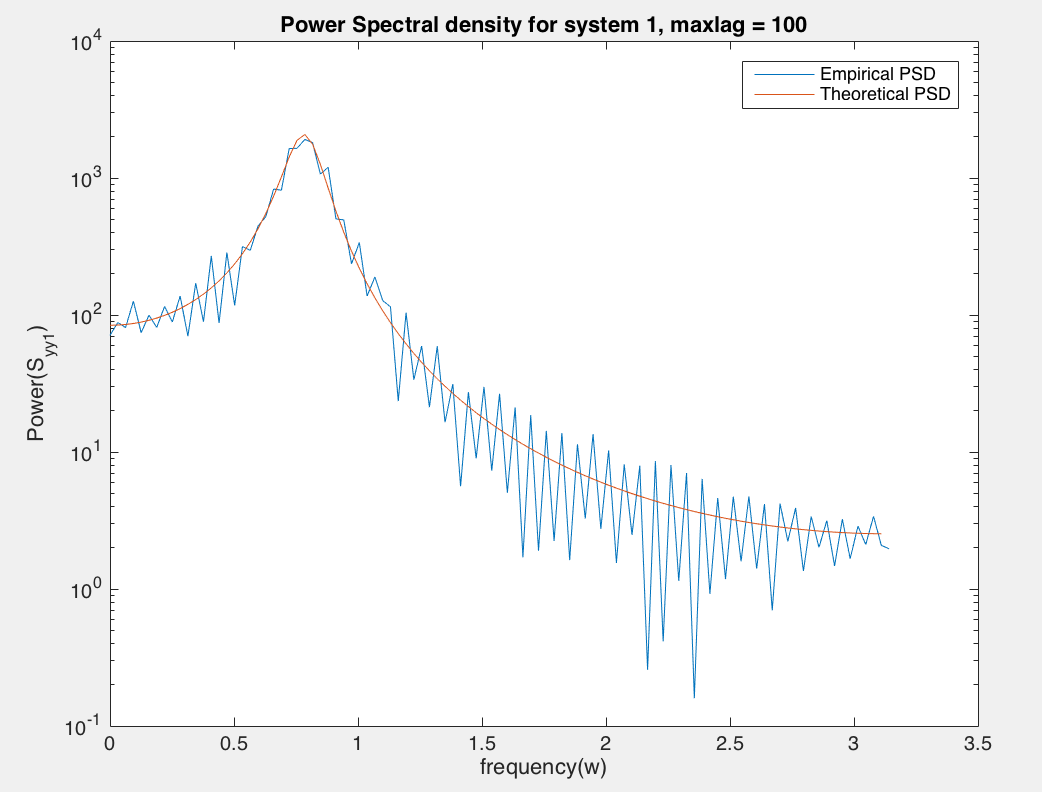 Power Spectral density for system 1, maxlag = 100
Empirical PSD
Theoretical PSD
Power(S_yy1)
10^4
10^3
10^2
10^1
10^0
10^-1
0 0.5 1 1.5 2 2.5 3 3.5
frequency(w)